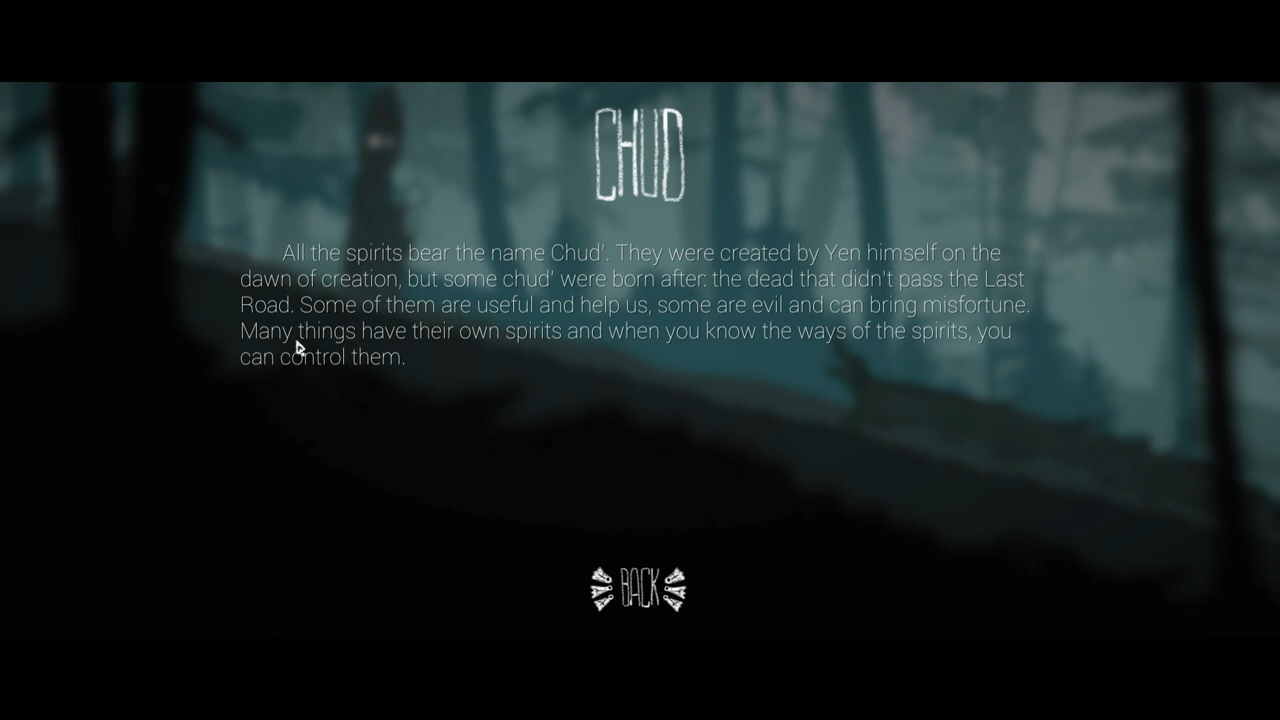 CHUD
All the spirits bear the name Chud'. They were created by Yen himself on the
dawn of creation, but some chud' were born after: the dead that didn't pass the Last
Road. Some of them are useful and help us, some are evil and can bring misfortune.
Many things have their own spirits and when you know the ways of the spirits, you
can control them.
BACK